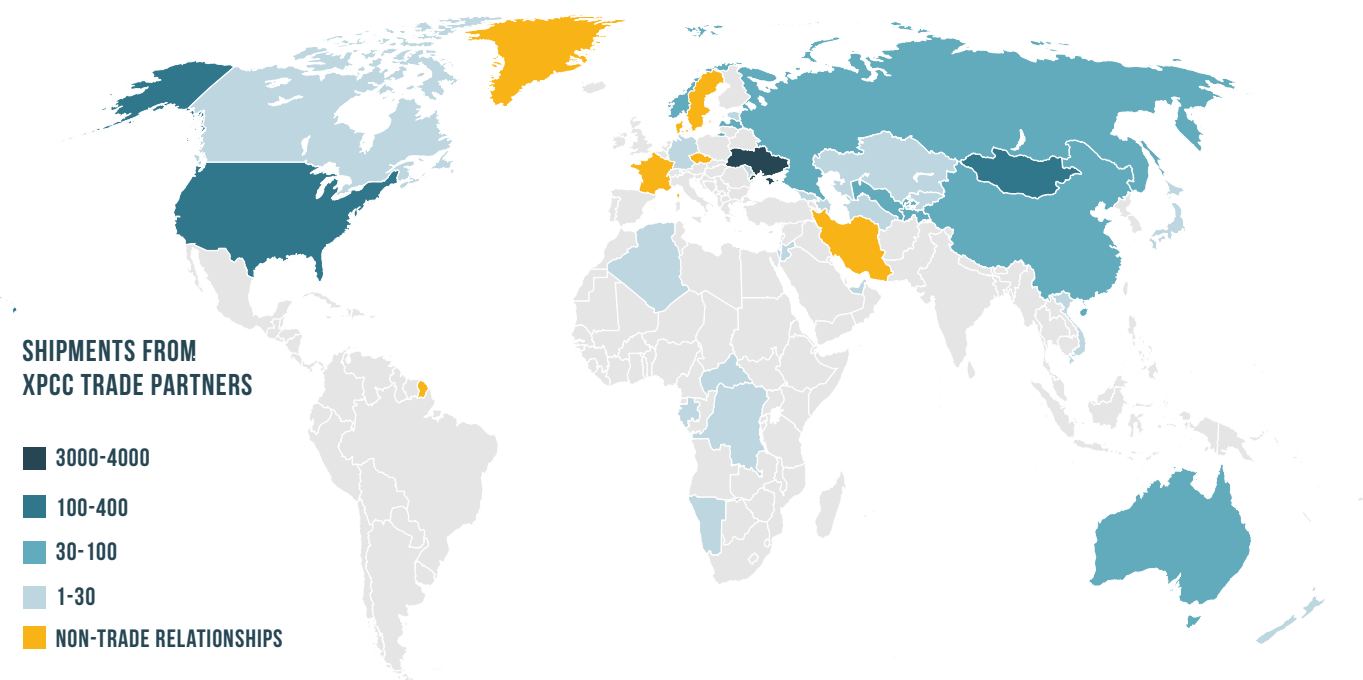 SHIPMENTS FROM
XPCC TRADE PARTNERS
3000-4000
100-400
30-100
1-30
NON-TRADE RELATIONSHIPS